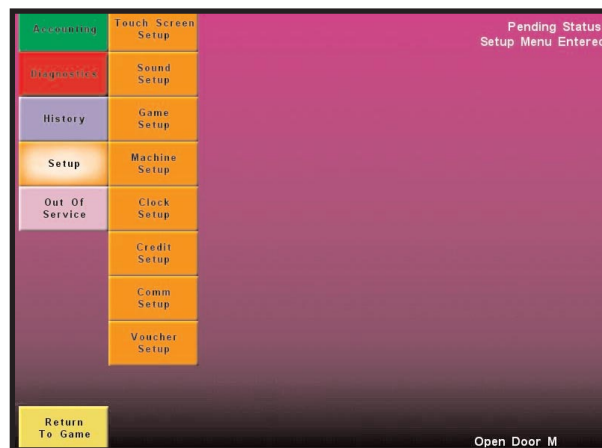 Accounting
Touch Screen
Setup
Pending Status
Setup Menu Entered
Diagnostics
Sound
Setup
History
Game
Setup
Setup
Machine
Setup
Out Of
Service
Clock
Setup
Credit
Setup
Comm
Setup
Voucher
Setup
Return
To Game
Open Door M